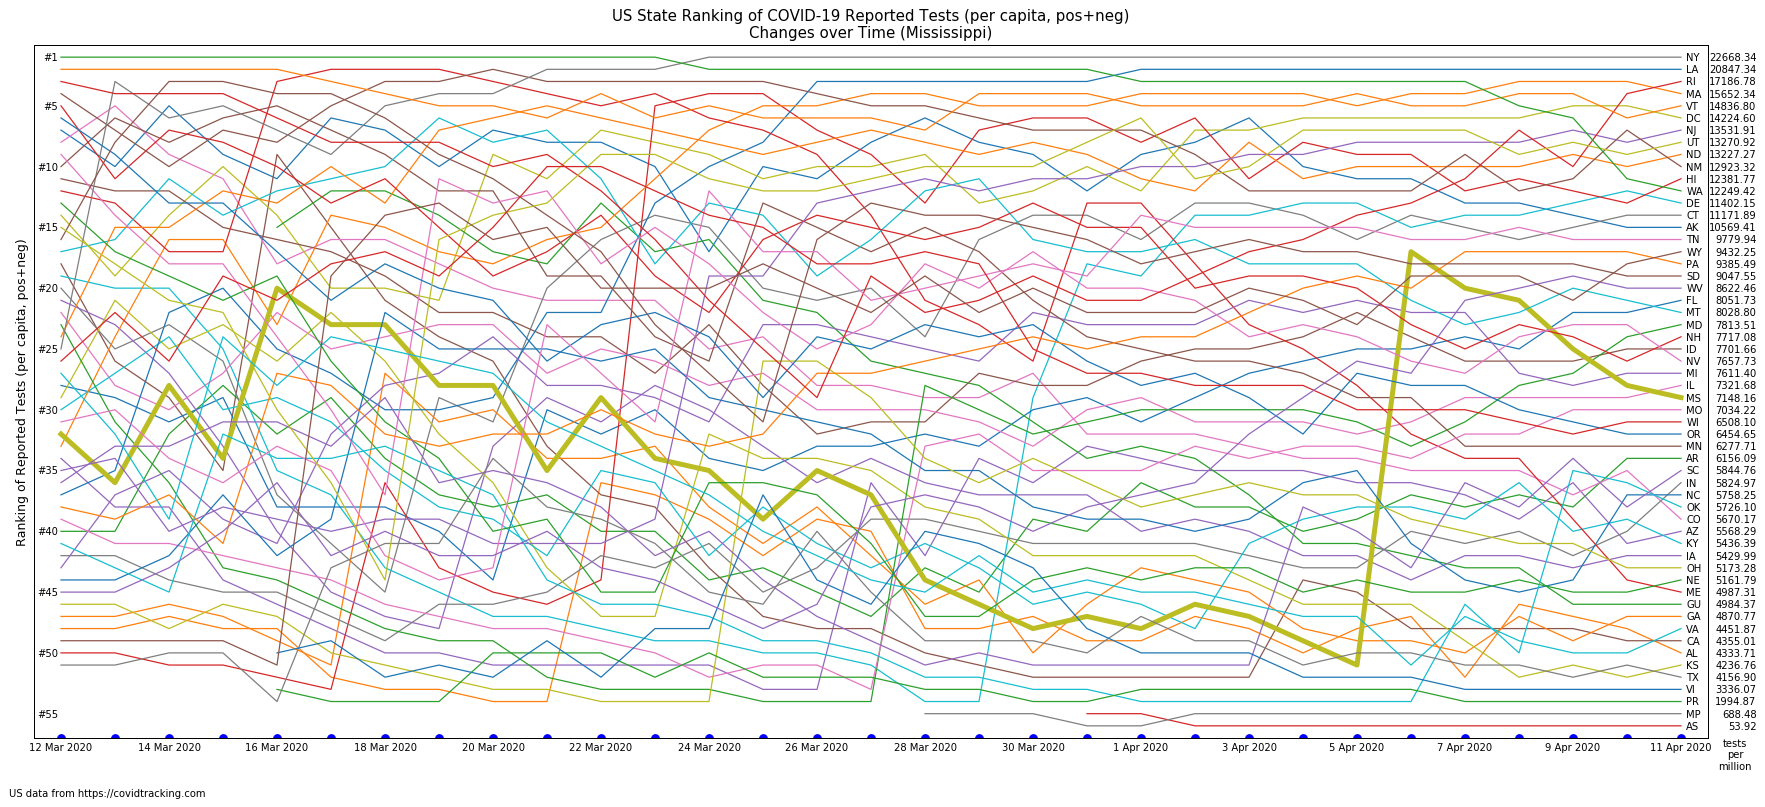 US State Ranking of COVID-19 Reported Tests (per capita, pos+neg)
Changes over Time (Mississippi)
Ranking of Reported Tests (per capita, pos+neg)
#1
#5
#10
#15
#20
#25
#30
#35
#40
#45
#50
#55
NY 22668.34
LA 20847.34
RI 17186.78
MA 15652.34
VT 14836.80
DC 14224.60
NJ 13531.91
UT 13270.92
ND 13227.27
NM 12923.32
HI 12381.77
WA 12249.42
DE 11402.15
CT 11171.89
AK 10569.41
TN 9779.94
WY 9432.25
PA 9385.49
SD 9047.55
WV 8622.46
FL 8051.73
MT 8028.80
MD 7813.51
NH 7717.08
ID 7701.66
NV 7657.73
MI 7611.40
IL 7321.68
MS 7148.16
MO 7034.22
WI 6508.10
OR 6454.65
MN 6277.71
AR 6156.09
SC 5844.76
IN 5824.97
NC 5758.25
OK 5726.10
CO 5670.17
AZ 5568.29
KY 5436.39
IA 5429.99
OH 5173.28
NE 5161.79
ME 4987.31
GU 4984.37
GA 4870.77
VA 4451.87
CA 4355.01
AL 4333.71
KS 4236.76
TX 4156.90
VI 3336.07
PR 1994.87
MP 688.48
AS 53.92
12 Mar 2020 14 Mar 2020 16 Mar 2020 18 Mar 2020 20 Mar 2020 22 Mar 2020 24 Mar 2020 26 Mar 2020 28 Mar 2020 30 Mar 2020 1 Apr 2020 3 Apr 2020 5 Apr 2020 7 Apr 2020 9 Apr 2020 11 Apr 2020
tests
per
million
US data from https://covidtracking.com